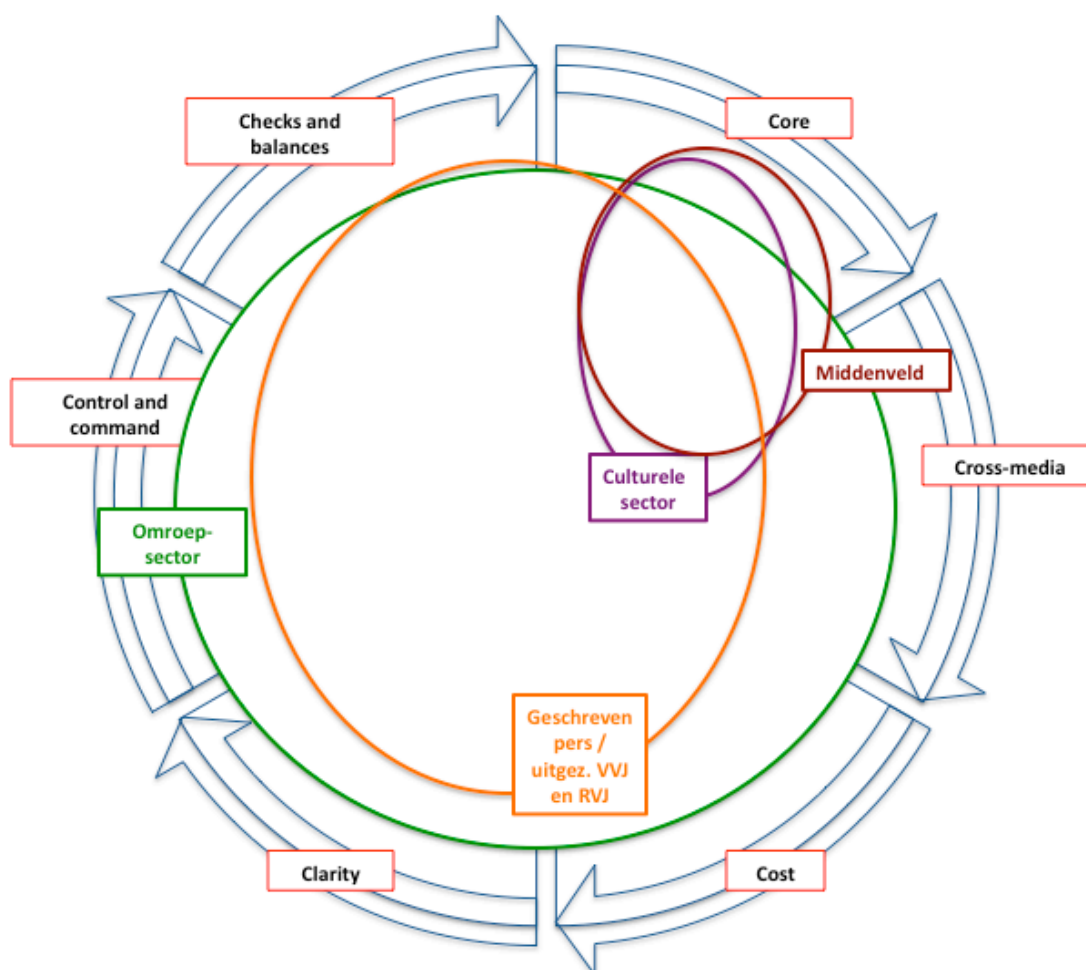 Checks and
balances
Core
Middenveld
Control and
command
Cross-media
Culturele
sector
Omroep-
sector
Geschreven
pers /
uitgez. VVJ
en RVJ
Clarity
Cost